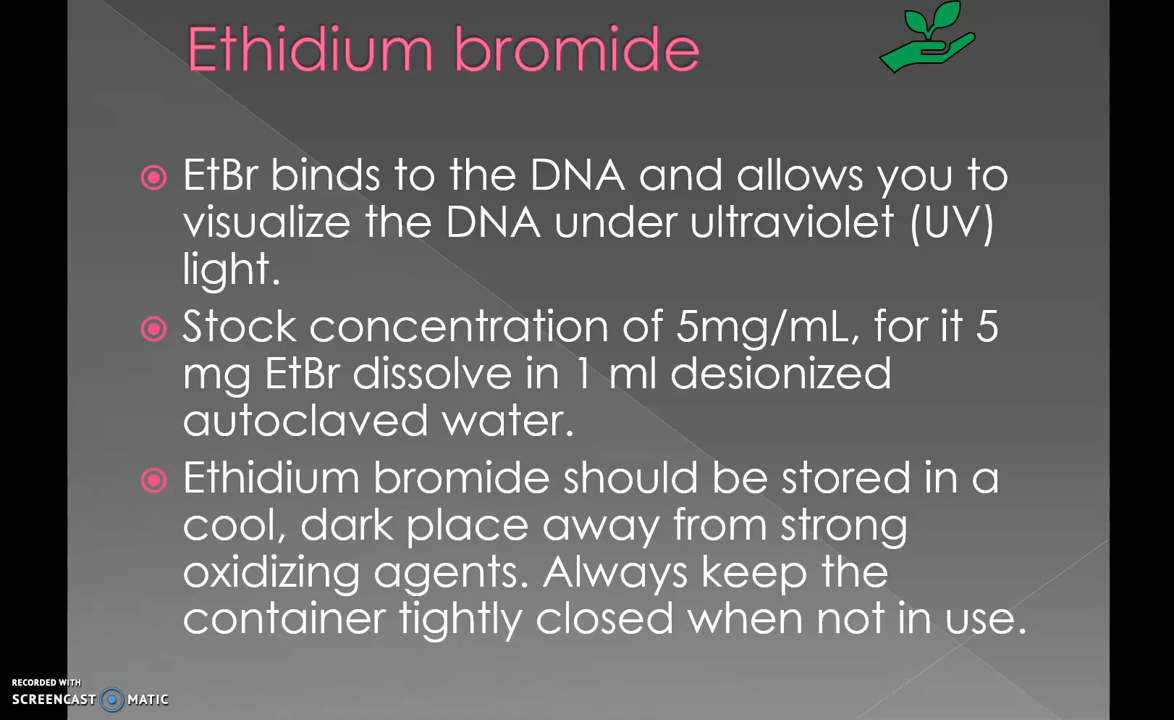 Ethidium bromide
EtBr binds to the DNA and allows you to
visualize the DNA under ultraviolet (UV)
light.
Stock concentration of 5mg/mL, for it 5
mg EtBr dissolve in 1 ml desionized
autoclaved water.
Ethidium bromide should be stored in a
cool, dark place away from strong
oxidizing agents. Always keep the
container tightly closed when not in use.
RECORDED WITH
SCREENCAST MATIC